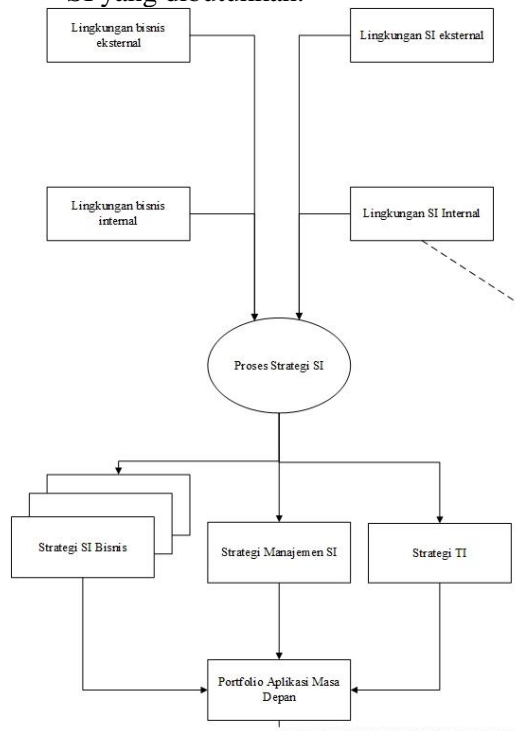 SI yang dibutuhkan.
Lingkungan bisnis
eksternal
Lingkungan SI eksternal
Lingkungan bisnis
internal
Lingkungan SI Internal
Proses Strategi SI
Strategi SI Bisnis
Strategi Manajemen SI
Strategi TI
Portfolio Aplikasi Masa
Depan